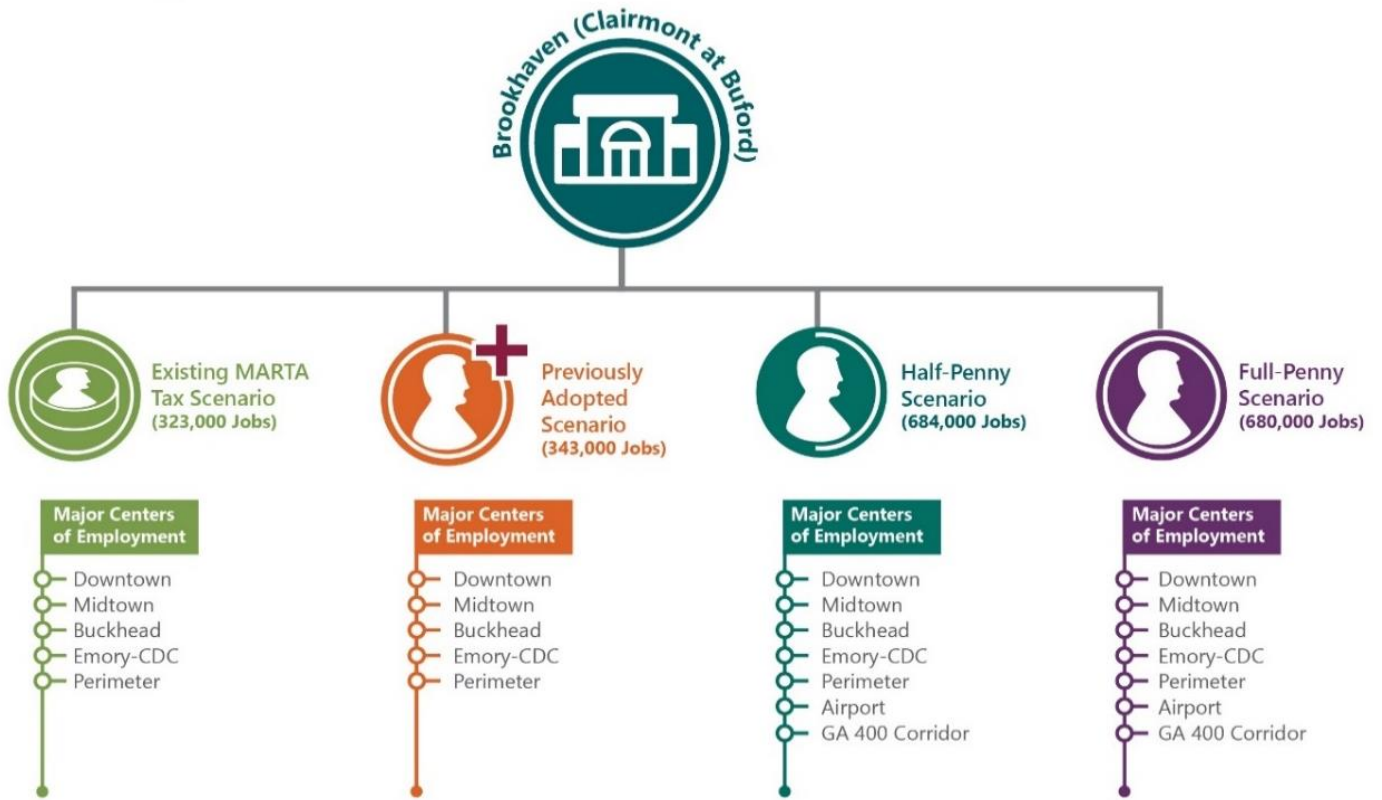 Brookhaven (Clairmont at Buford)
Existing MARTA
Tax Scenario
(323,000 Jobs)
Major Centers
of Employment
Downtown
Midtown
Buckhead
Emory-CDC
Perimeter
Previously
Adopted
Scenario
(343,000 Jobs)
Major Centers
of Employment
Downtown
Midtown
Buckhead
Emory-CDC
Perimeter
Half-Penny
Scenario
(684,000 Jobs)
Major Centers
of Employment
Downtown
Midtown
Buckhead
Emory-CDC
Perimeter
Airport
GA 400 Corridor
Full-Penny
Scenario
(680,000 Jobs)
Major Centers
of Employment
Downtown
Midtown
Buckhead
Emory-CDC
Perimeter
Airport
GA 400 Corridor